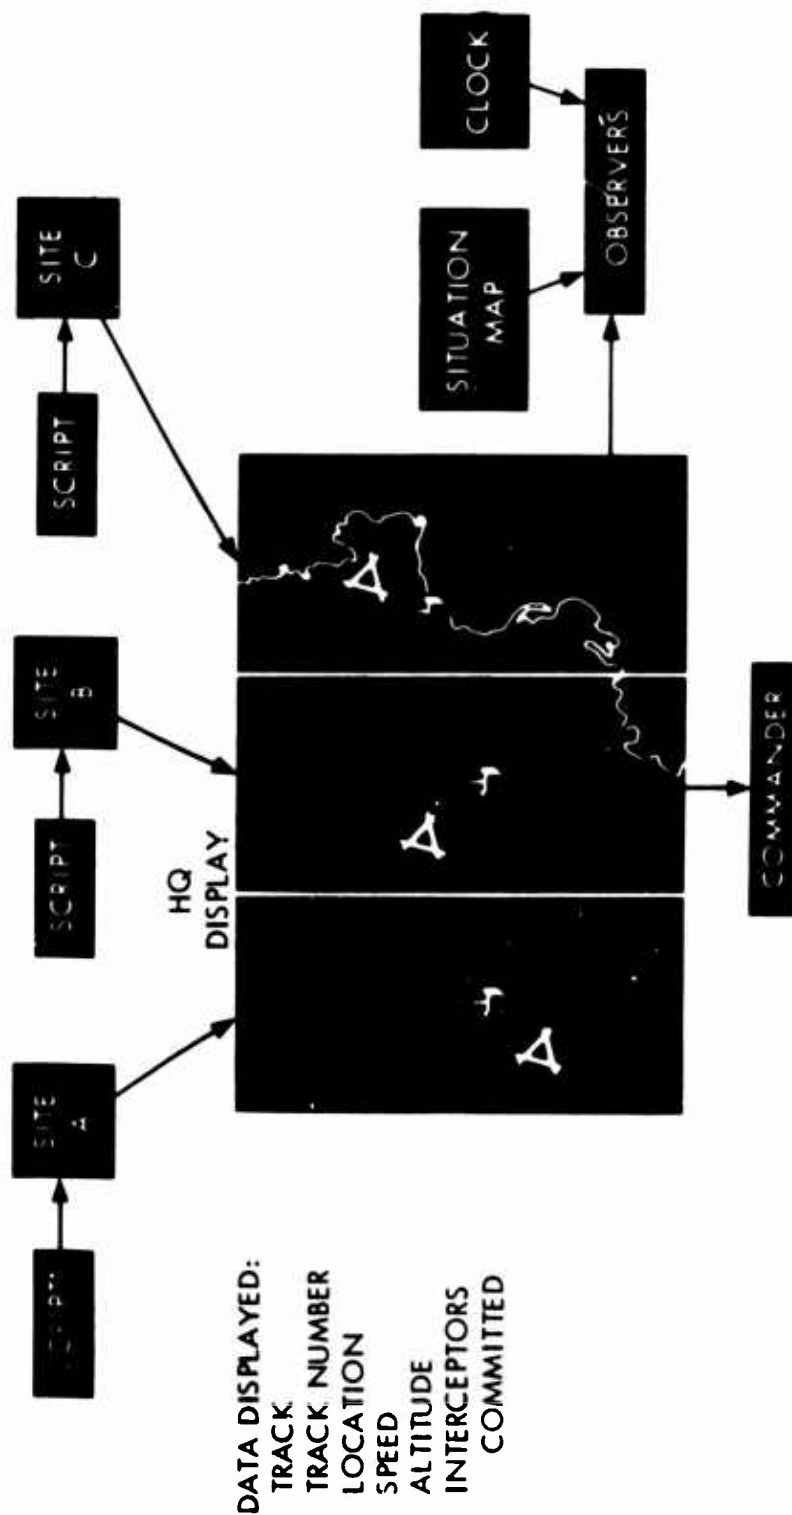 SCRIPT
SITE
A
SCRIPT
SITE
B
SCRIPT
SITE
C
HQ
DISPLAY
DATA DISPLAYED:
TRACK
TRACK NUMBER
LOCATION
SPEED
ALTITUDE
INTERCEPTORS
COMMITTED
SITUATION
MAP
CLOCK
OBSERVERS
COMMANDER